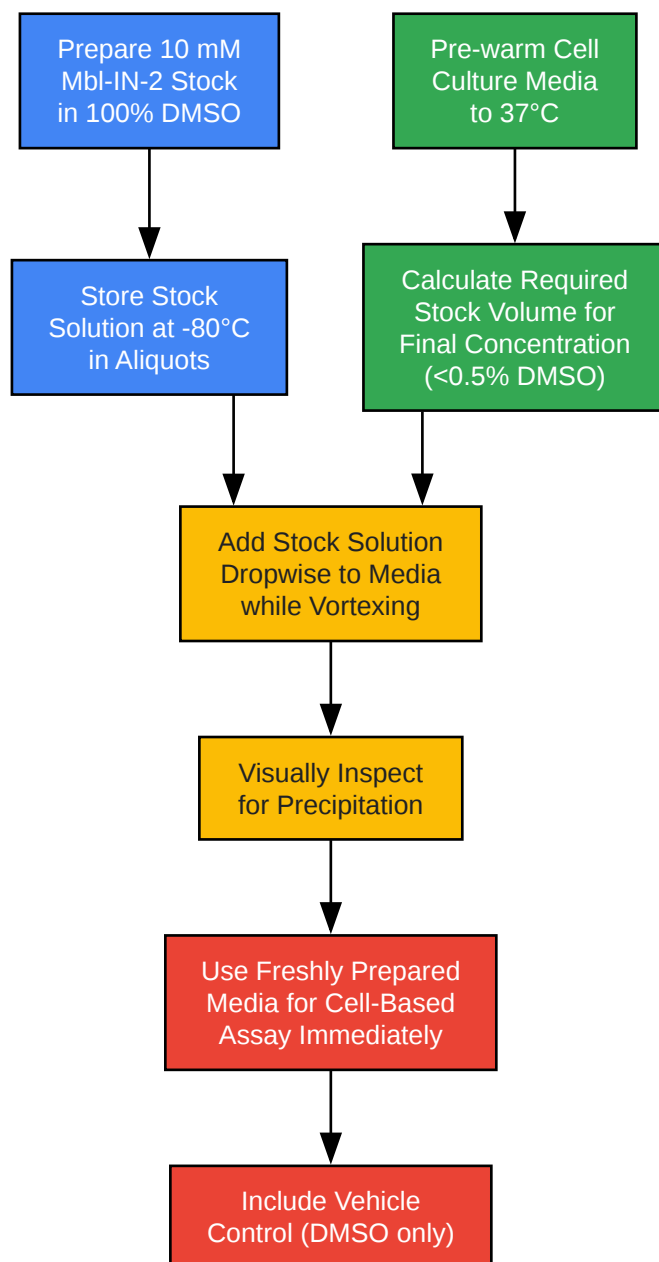 Prepare 10 mM
Mbl-IN-2 Stock
in 100% DMSO
Pre-warm Cell
Culture Media
to 37°C
Store Stock
Solution at -80°C
in Aliquots
Calculate Required
Stock Volume for
Final Concentration
(<0.5% DMSO)
Add Stock Solution
Dropwise to Media
while Vortexing
Visually Inspect
for Precipitation
Use Freshly Prepared
Media for Cell-Based
Assay Immediately
Include Vehicle
Control (DMSO only)